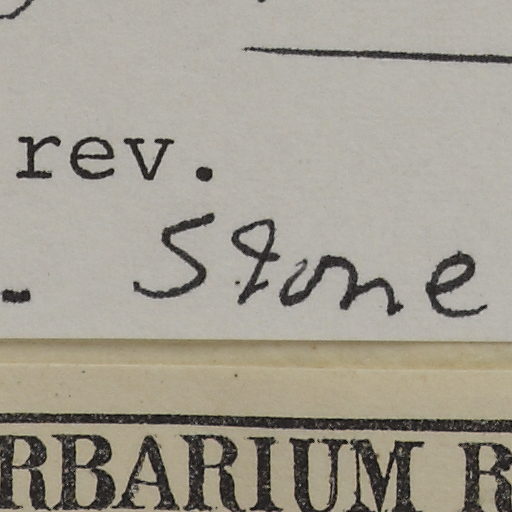 rev.
. Stone
RBARIUM R